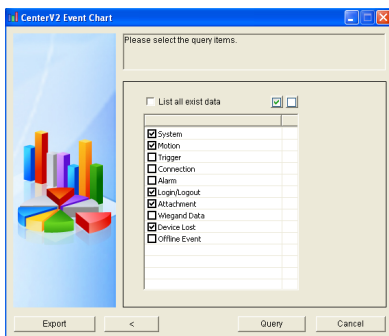 CenterV2 Event Chart
Please select the query items.
List all exist data
System
Motion
Trigger
Connection
Alarm
Login/Logout
Attachment
Wiegand Data
Device Lost
Offline Event
Export
<
Query
Cancel